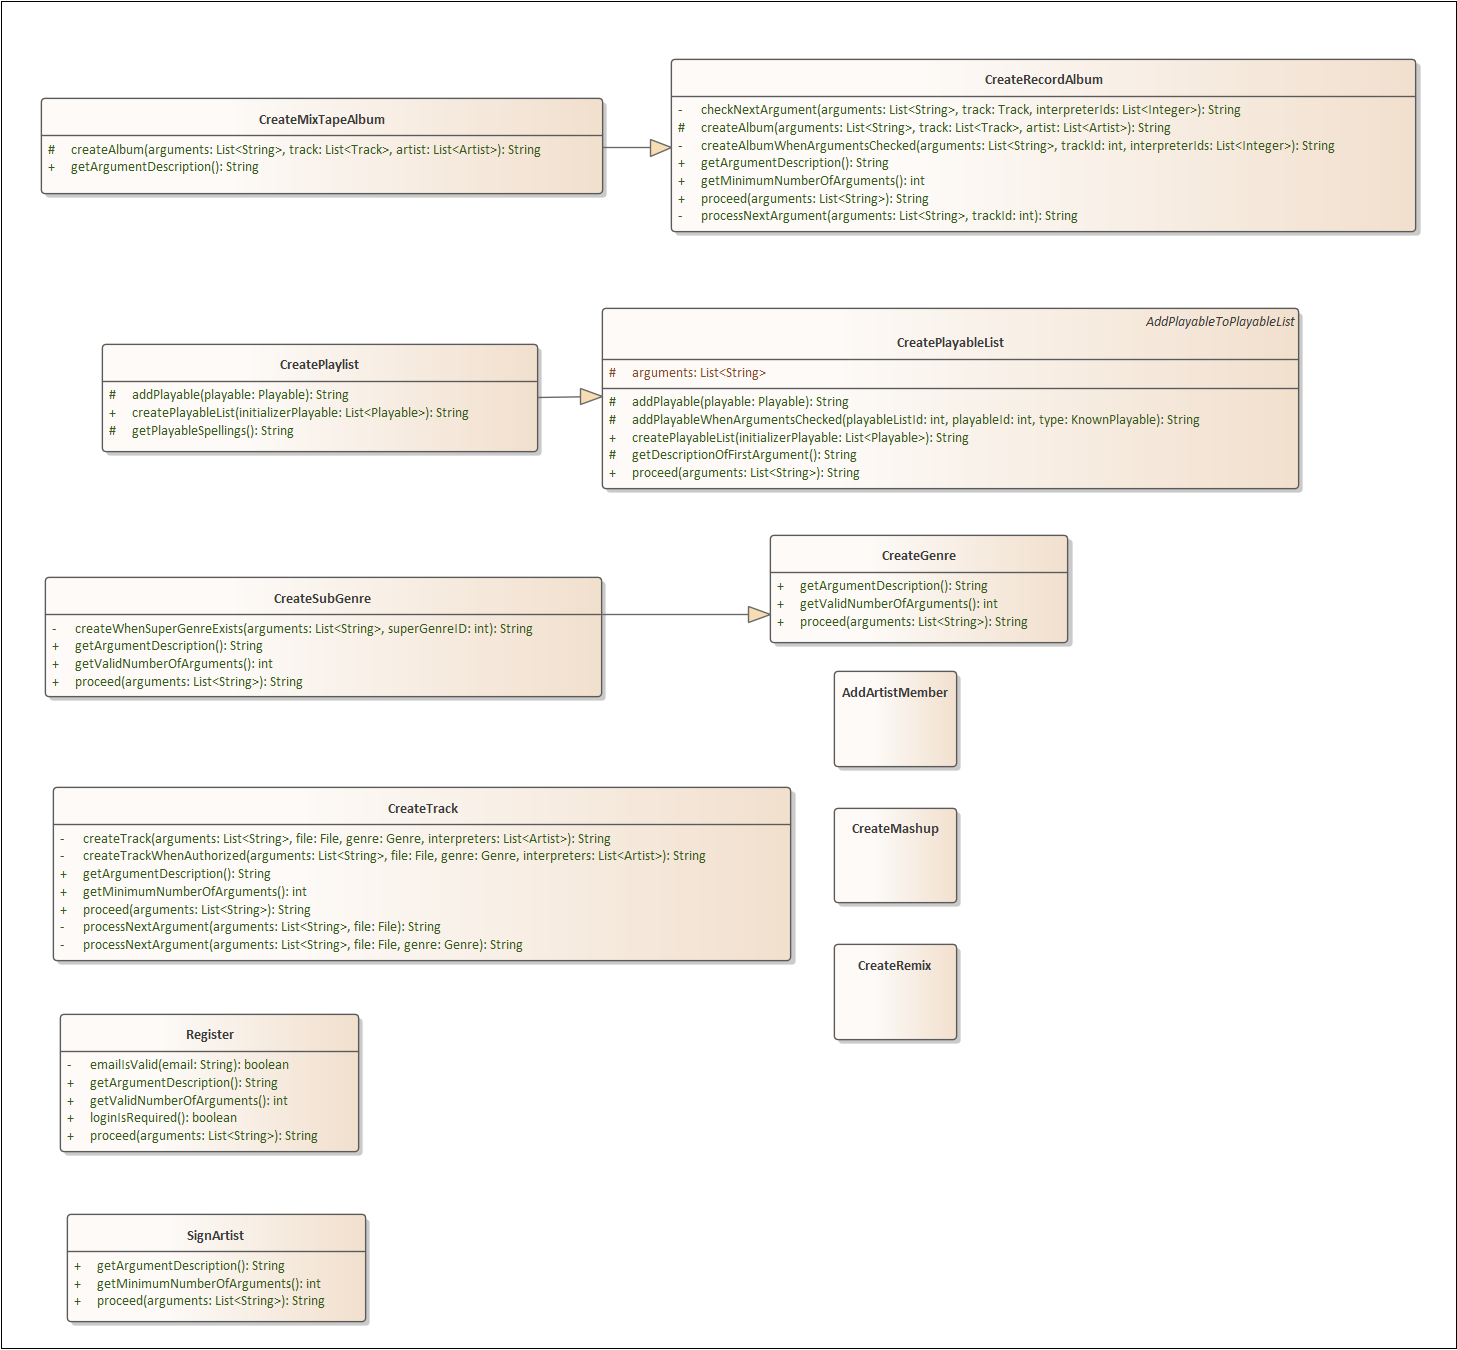 CreateMixTapeAlbum
# createAlbum(arguments: List<String>, track: List<Track>, artist: List<Artist>): String
+ getArgumentDescription(): String
CreateRecordAlbum
- checkNextArgument(arguments: List<String>, track: Track, interpreterIds: List<Integer>): String
# createAlbum(arguments: List<String>, track: List<Track>, artist: List<Artist>): String
- createAlbumWhenArgumentsChecked(arguments: List<String>, trackId: int, interpreterIds: List<Integer>): String
+ getArgumentDescription(): String
+ getMinimumNumberOfArguments(): int
+ proceed(arguments: List<String>): String
- processNextArgument(arguments: List<String>, trackId: int): String
CreatePlaylist
# addPlayable(playable: Playable): String
+ createPlayableList(initializerPlayable: List<Playable>): String
# getPlayableSpellings(): String
AddPlayableToPlayableList
CreatePlayableList
# arguments: List<String>
# addPlayable(playable: Playable): String
# addPlayableWhenArgumentsChecked(playableListId: int, playableId: int, type: KnownPlayable): String
+ createPlayableList(initializerPlayable: List<Playable>): String
# getDescriptionOfFirstArgument(): String
+ proceed(arguments: List<String>): String
CreateSubGenre
- createWhenSuperGenreExists(arguments: List<String>, superGenreID: int): String
+ getArgumentDescription(): String
+ getValidNumberOfArguments(): int
+ proceed(arguments: List<String>): String
CreateGenre
+ getArgumentDescription(): String
+ getValidNumberOfArguments(): int
+ proceed(arguments: List<String>): String
AddArtistMember
CreateTrack
- createTrack(arguments: List<String>, file: File, genre: Genre, interpreters: List<Artist>): String
- createTrackWhenAuthorized(arguments: List<String>, file: File, genre: Genre, interpreters: List<Artist>): String
+ getArgumentDescription(): String
+ getMinimumNumberOfArguments(): int
+ proceed(arguments: List<String>): String
- processNextArgument(arguments: List<String>, file: File): String
- processNextArgument(arguments: List<String>, file: File, genre: Genre): String
CreateMashup
CreateRemix
Register
- emailIsValid(email: String): boolean
+ getArgumentDescription(): String
+ getValidNumberOfArguments(): int
+ loginIsRequired(): boolean
+ proceed(arguments: List<String>): String
SignArtist
+ getArgumentDescription(): String
+ getMinimumNumberOfArguments(): int
+ proceed(arguments: List<String>): String